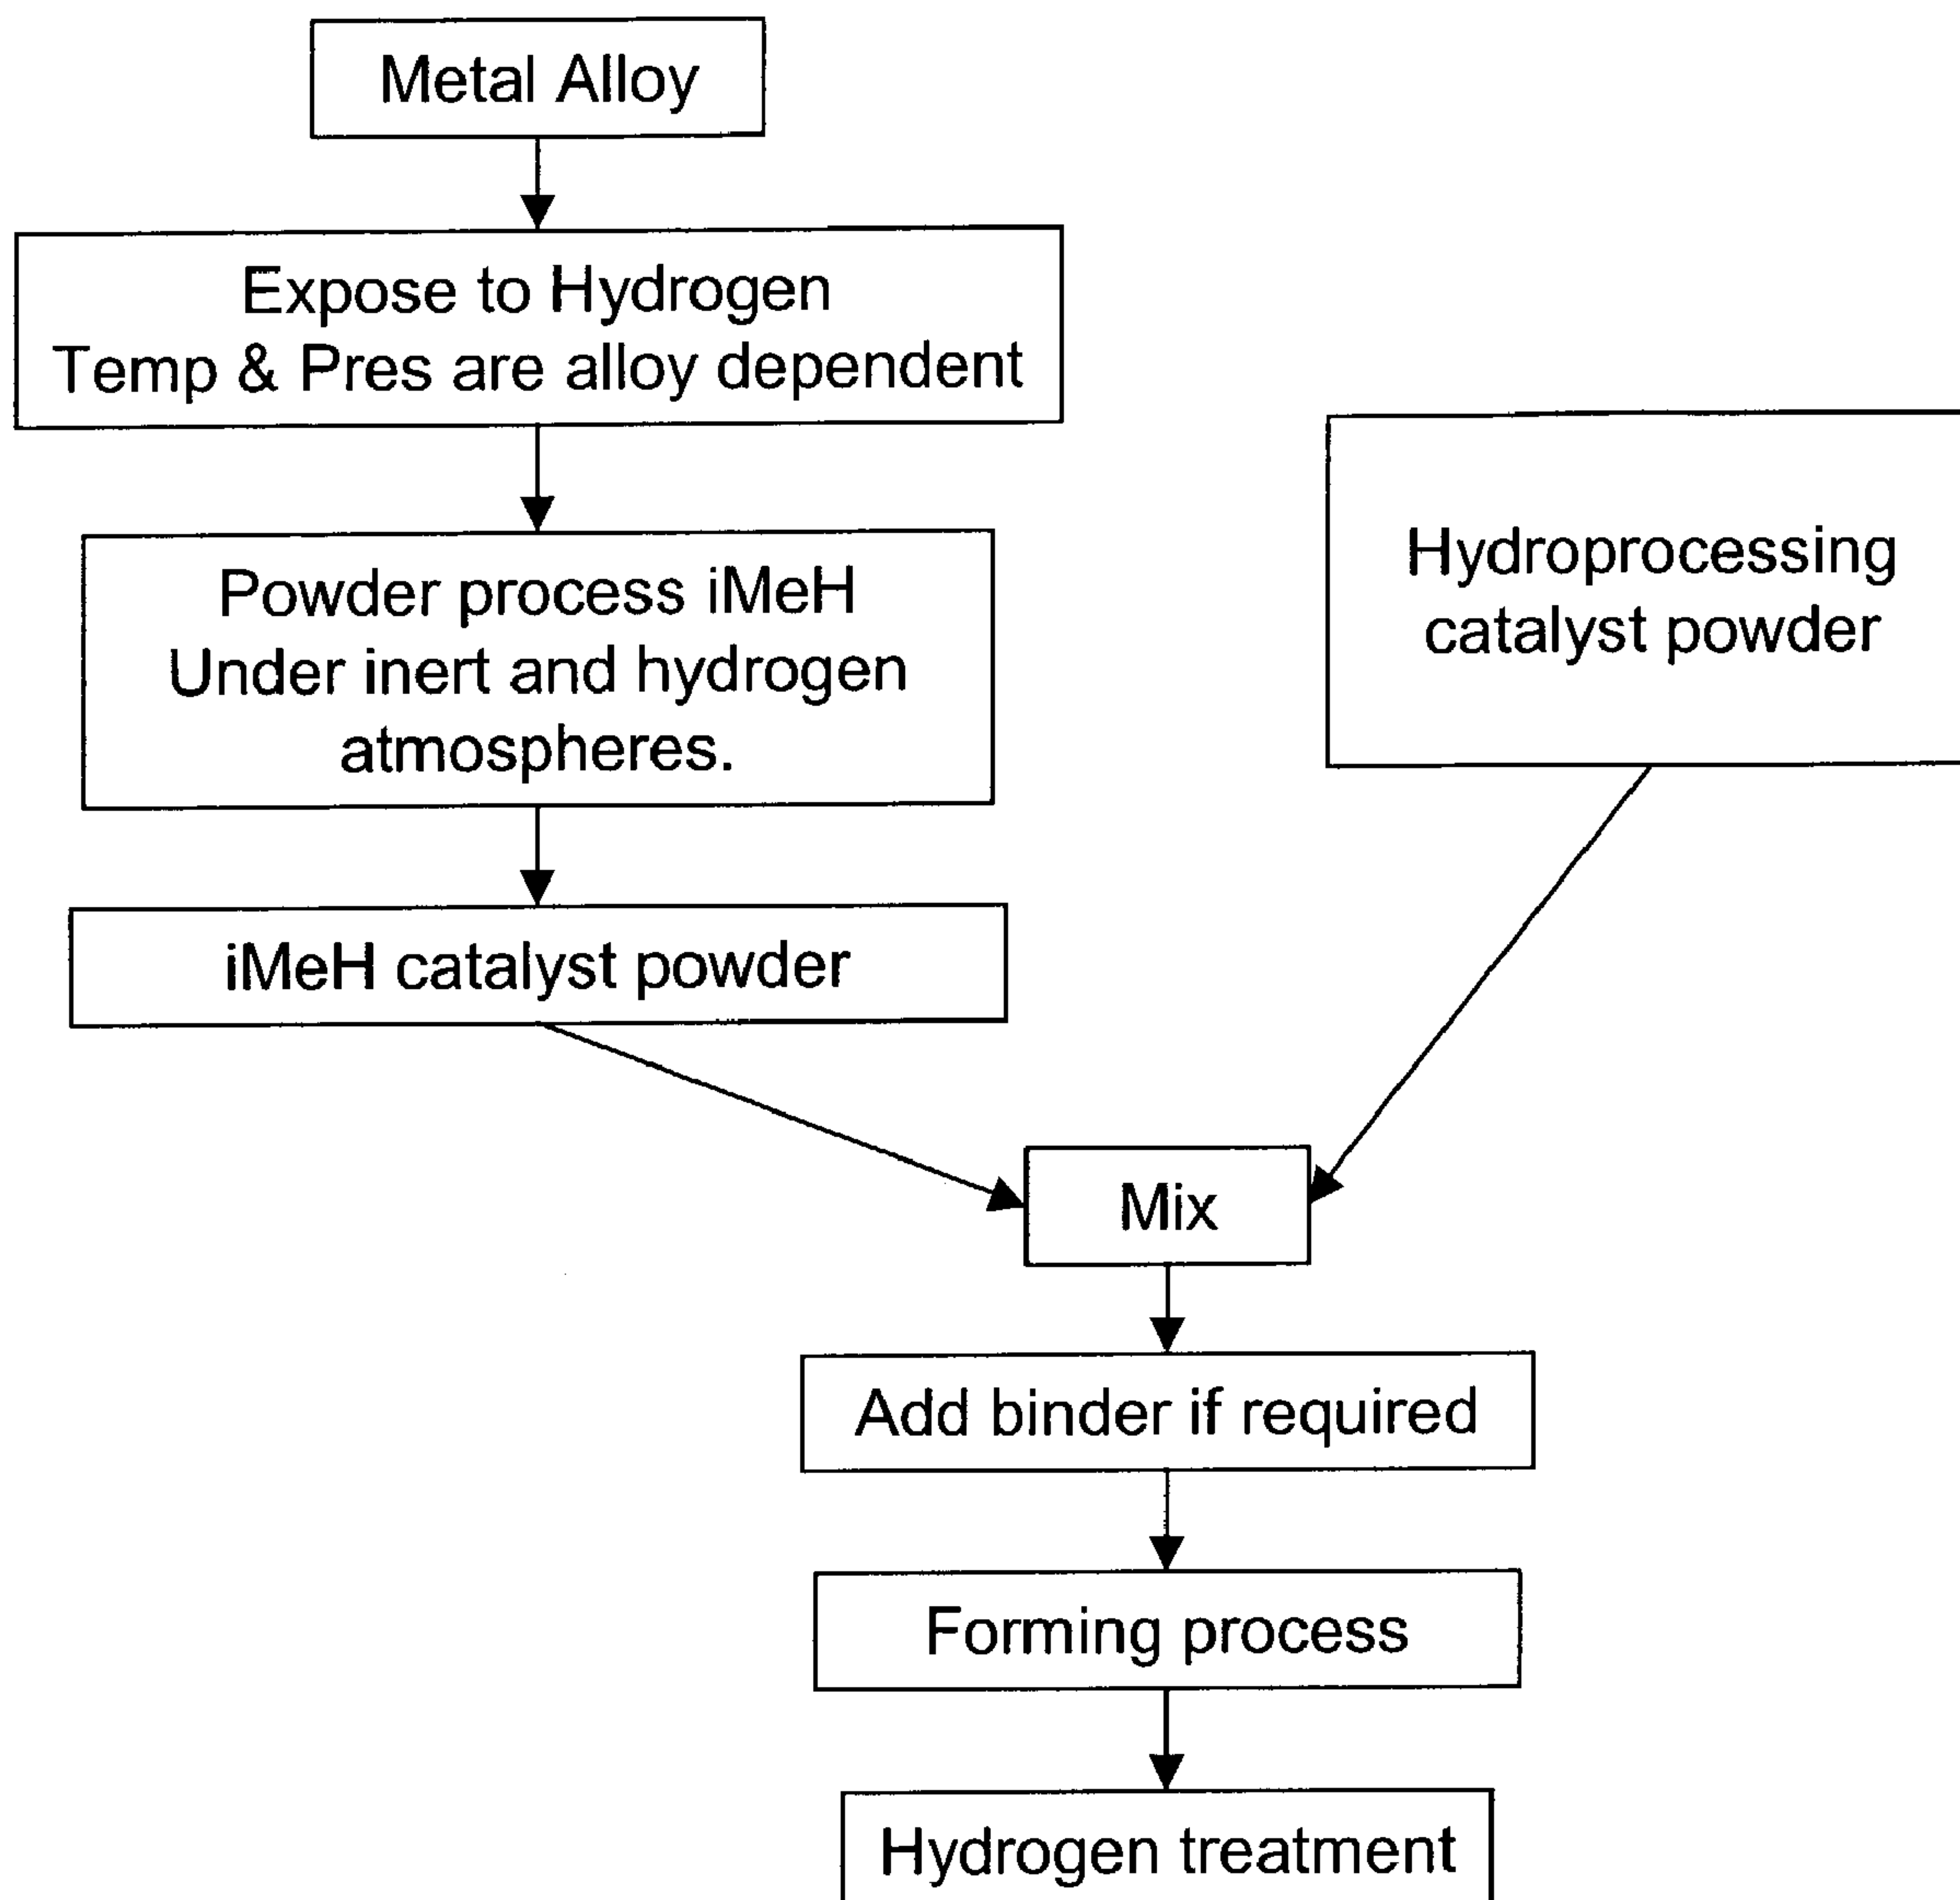 Metal Alloy
Expose to Hydrogen
Temp & Pres are alloy dependent
Powder process iMeH
Under inert and hydrogen
atmospheres.
iMeH catalyst powder
Hydroprocessing
catalyst powder
Mix
Add binder if required
Forming process
Hydrogen treatment